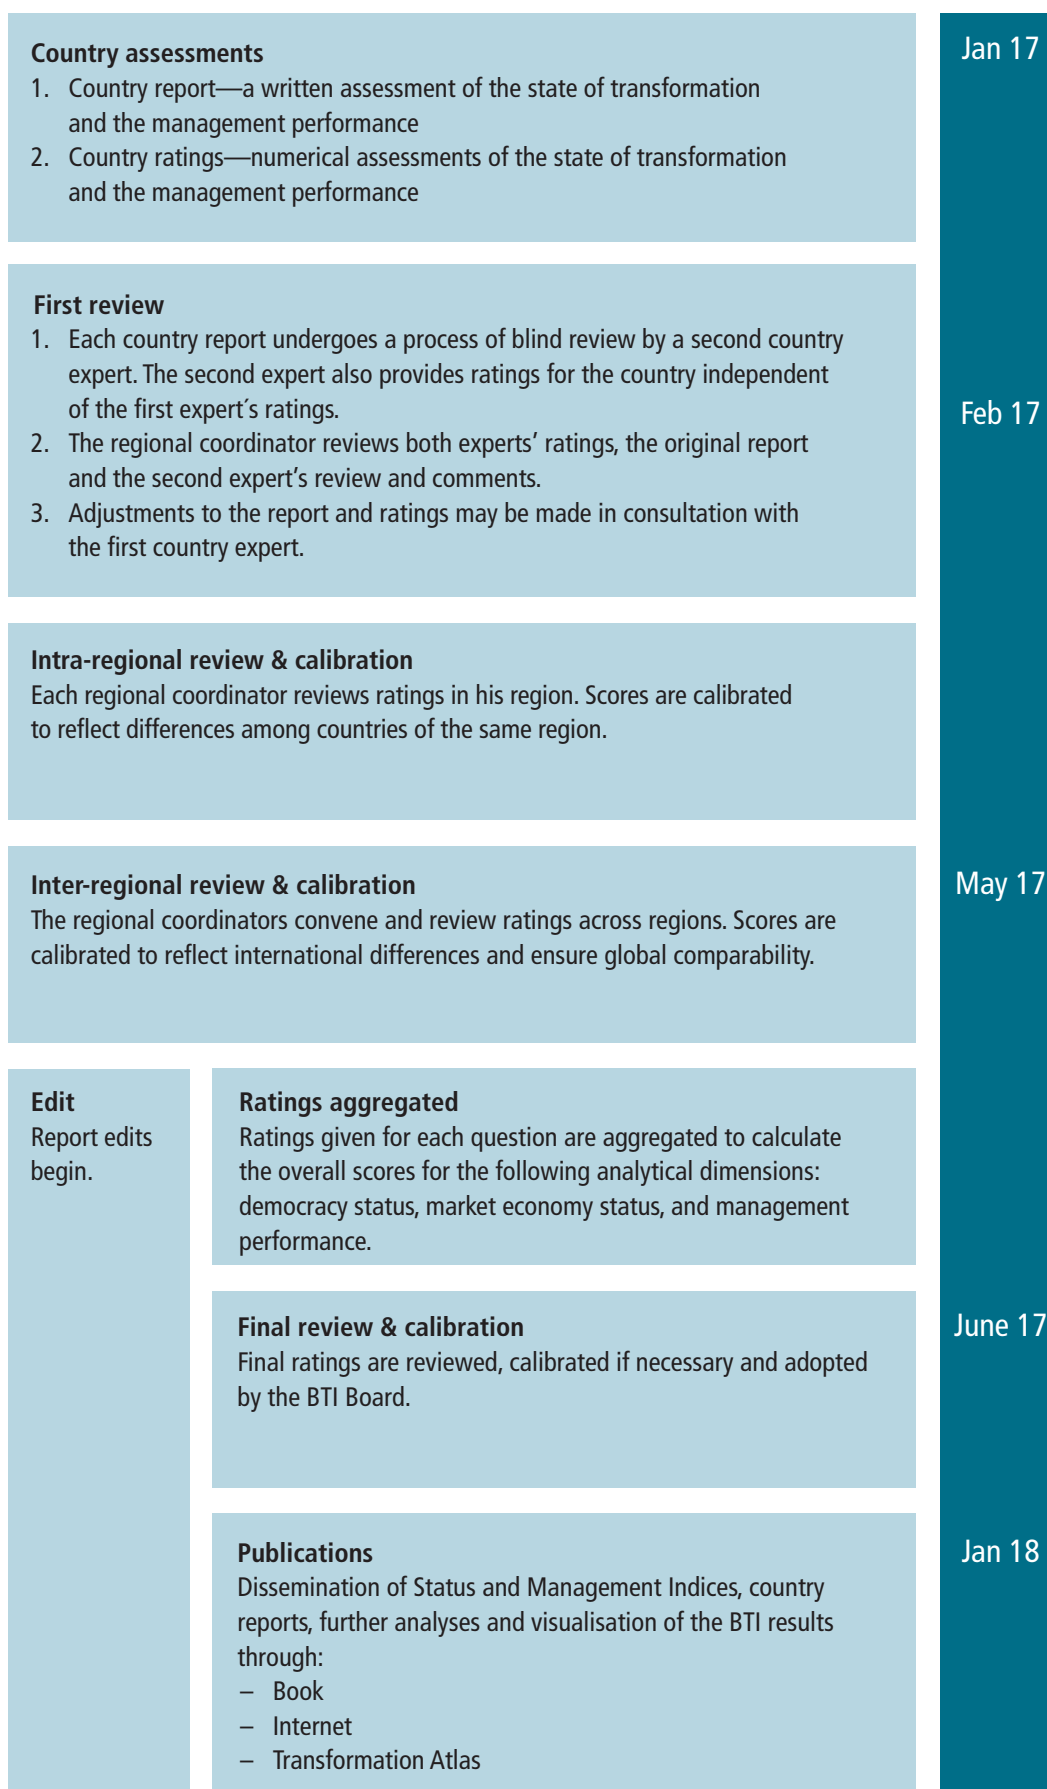 Country assessments
1. Country report—a written assessment of the state of transformation
and the management performance
2. Country ratings—numerical assessments of the state of transformation
and the management performance
Jan 17
First review
1. Each country report undergoes a process of blind review by a second country
expert. The second expert also provides ratings for the country independent
of the first expert´s ratings.
2. The regional coordinator reviews both experts’ ratings, the original report
and the second expert’s review and comments.
3. Adjustments to the report and ratings may be made in consultation with
the first country expert.
Feb 17
Intra-regional review & calibration
Each regional coordinator reviews ratings in his region. Scores are calibrated
to reflect differences among countries of the same region.
Inter-regional review & calibration
The regional coordinators convene and review ratings across regions. Scores are
calibrated to reflect international differences and ensure global comparability.
May 17
Edit
Report edits
begin.
Ratings aggregated
Ratings given for each question are aggregated to calculate
the overall scores for the following analytical dimensions:
democracy status, market economy status, and management
performance.
Final review & calibration
Final ratings are reviewed, calibrated if necessary and adopted
by the BTI Board.
June 17
Publications
Dissemination of Status and Management Indices, country
reports, further analyses and visualisation of the BTI results
through:
– Book
– Internet
– Transformation Atlas
Jan 18